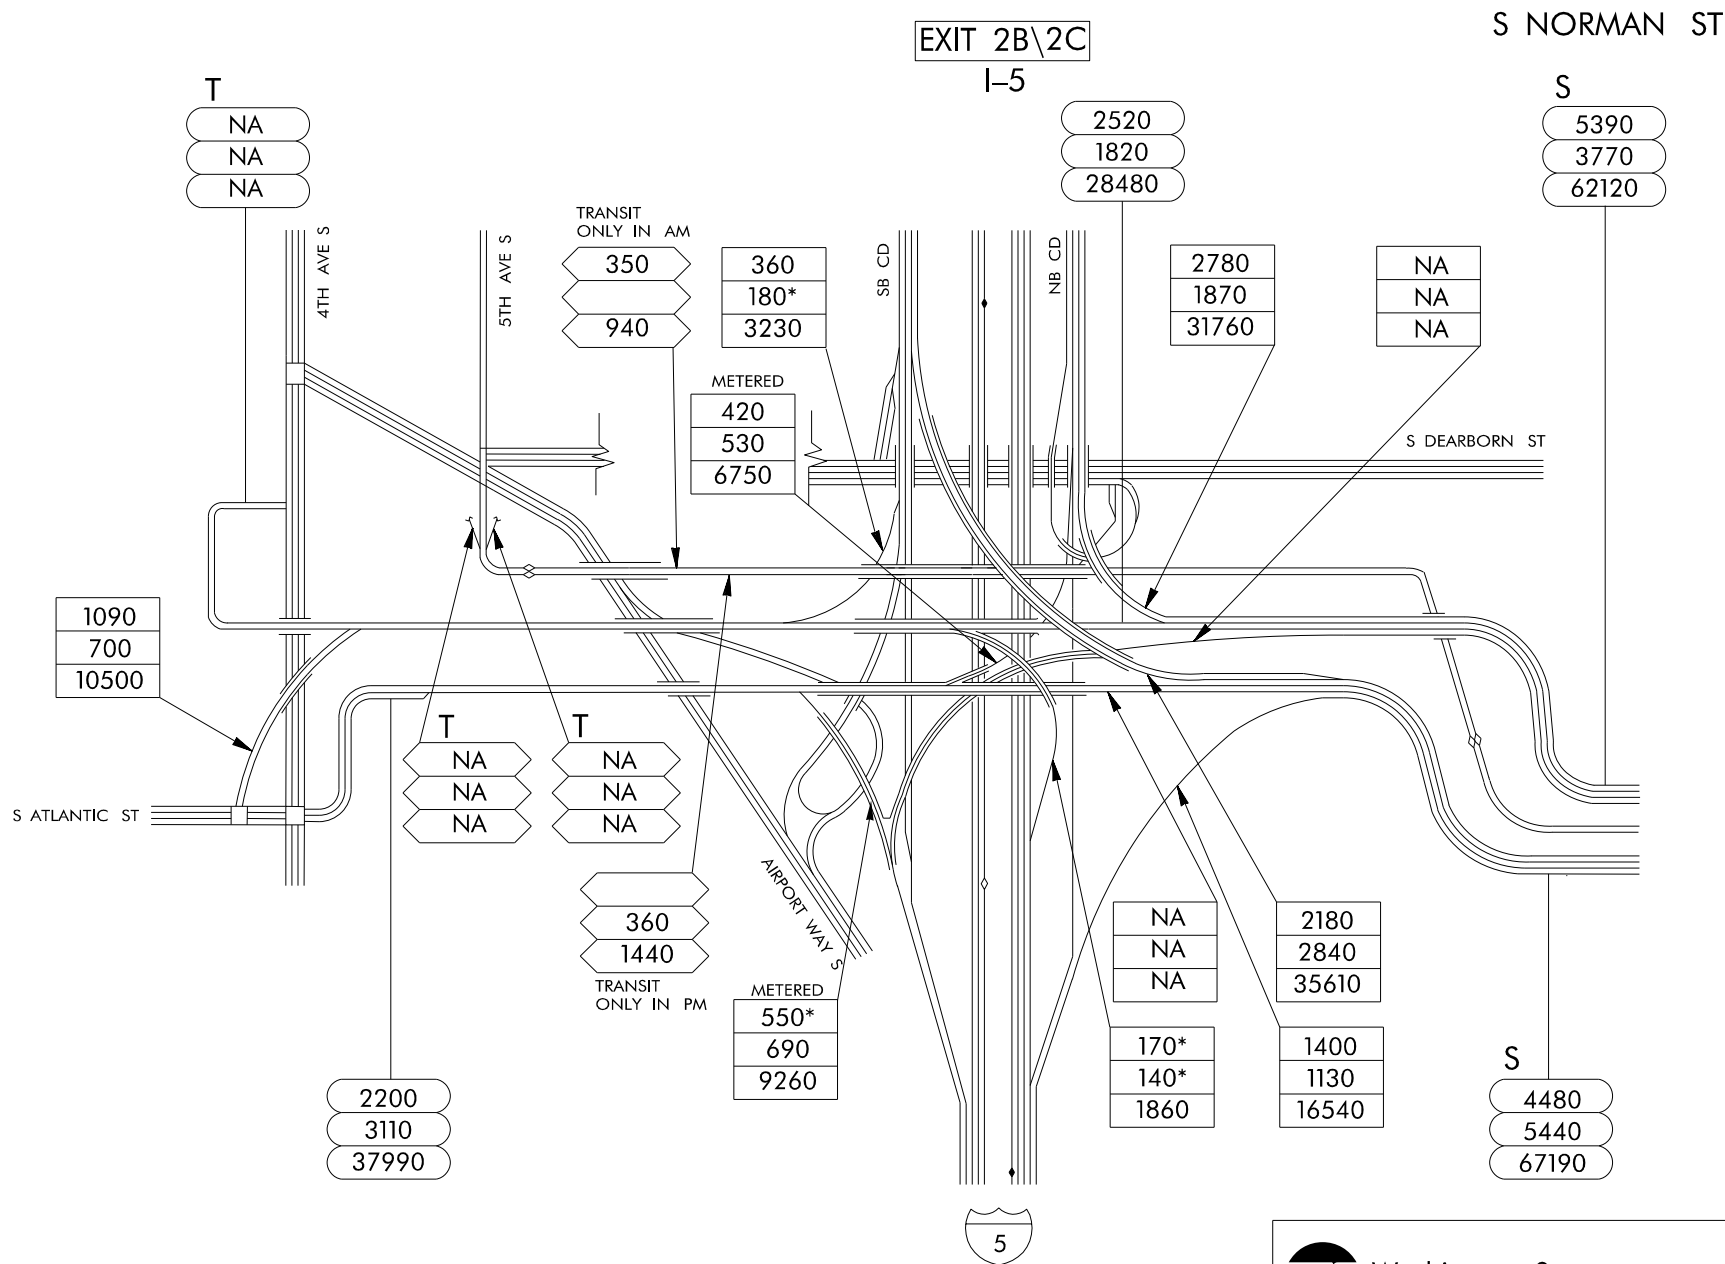 S NORMAN ST
EXIT 2B\2C
I–5
T
NA
NA
NA
2520
1820
28480
S
5390
3770
62120
4TH AVE S
5TH AVE S
TRANSIT
ONLY IN AM
350
940
360
180*
3230
SB CD
NB CD
2780
1870
31760
NA
NA
NA
METERED
420
530
6750
S DEARBORN ST
1090
700
10500
T
NA
NA
NA
T
NA
NA
NA
S ATLANTIC ST
360
1440
TRANSIT
ONLY IN PM
AIRPORT WAY S
METERED
550*
690
9260
NA
NA
NA
2180
2840
35610
170*
140*
1860
1400
1130
16540
2200
3110
37990
S
4480
5440
67190
5